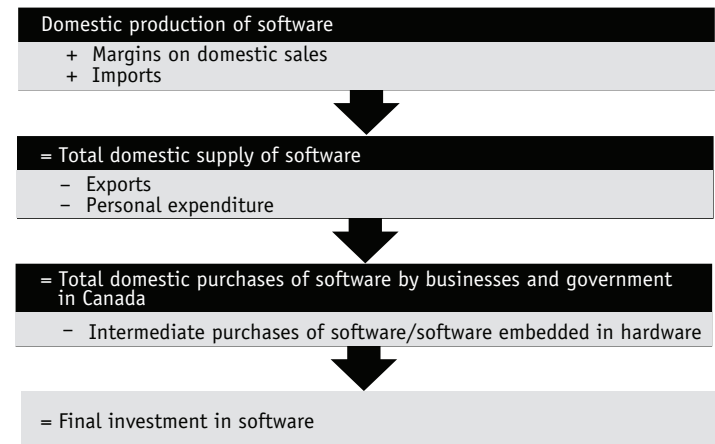 Domestic production of software
+ Margins on domestic sales
+ Imports
= Total domestic supply of software
– Exports
– Personal expenditure
= Total domestic purchases of software by businesses and government
in Canada
– Intermediate purchases of software/software embedded in hardware
= Final investment in software